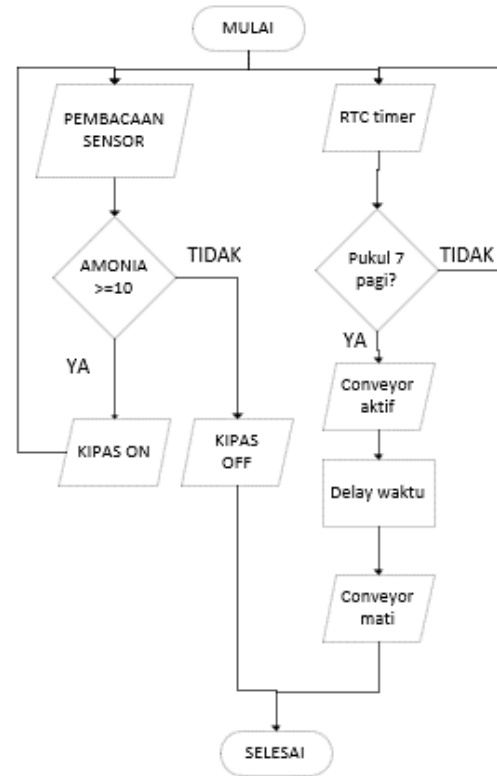 MULAI
PEMBACAAN
SENSOR
RTC timer
AMONIA
>=10
TIDAK
Pukul 7
pagi?
TIDAK
YA
YA
KIPAS ON
KIPAS
OFF
Conveyor
aktif
Delay waktu
Conveyor
mati
SELESAI